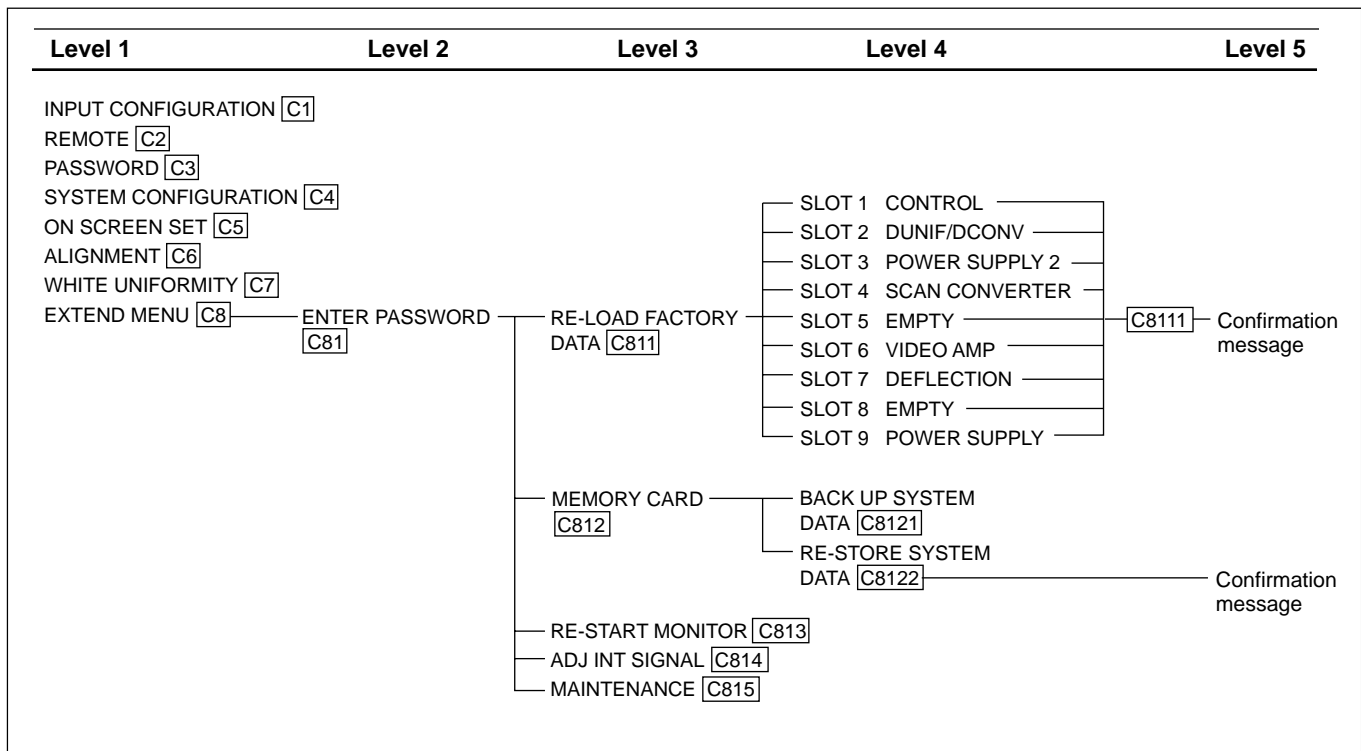 Level 1 Level 2 Level 3 Level 4 Level 5
INPUT CONFIGURATION C1
REMOTE C2
PASSWORD C3
SYSTEM CONFIGURATION C4
ON SCREEN SET C5
ALIGNMENT C6
WHITE UNIFORMITY C7
EXTEND MENU C8
ENTER PASSWORD
C81
RE-LOAD FACTORY
DATA C811
SLOT 1 CONTROL
SLOT 2 DUNIF/DCONV
SLOT 3 POWER SUPPLY 2
SLOT 4 SCAN CONVERTER
SLOT 5 EMPTY
SLOT 6 VIDEO AMP
SLOT 7 DEFLECTION
SLOT 8 EMPTY
SLOT 9 POWER SUPPLY
C8111
Confirmation
message
MEMORY CARD
C812
BACK UP SYSTEM
DATA C8121
RE-STORE SYSTEM
DATA C8122
Confirmation
message
RE-START MONITOR C813
ADJ INT SIGNAL C814
MAINTENANCE C815